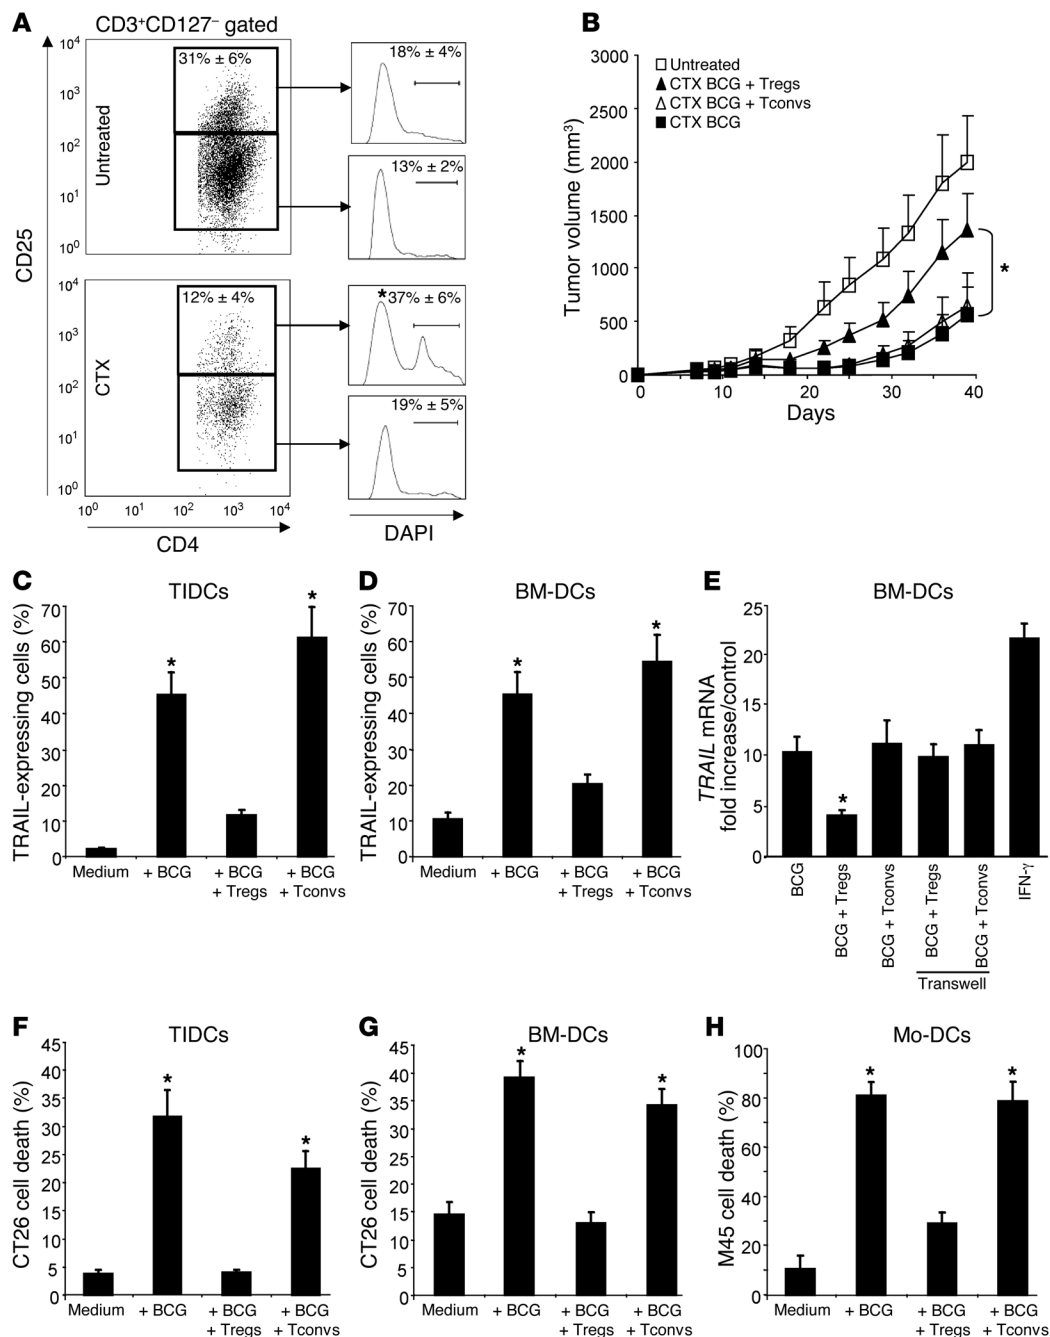 A
CD3⁺CD127⁻ gated
CD25
Untreated
10⁴
10³
10²
10¹
10⁰
31% ± 6%
18% ± 4%
13% ± 2%
CTX
10⁴
10³
10²
10¹
10⁰
12% ± 4%
*37% ± 6%
19% ± 5%
10⁰ 10¹ 10² 10³ 10⁴
CD4
DAPI
B
Tumor volume (mm³)
3000
2500
2000
1500
1000
500
0
Untreated
CTX BCG + Tregs
CTX BCG + Tconvs
CTX BCG
*
0 10 20 30 40
Days
C
TIDCs
TRAIL-expressing cells (%)
70
60
50
40
30
20
10
0
*
*
Medium + BCG + BCG + BCG
+ Tregs + Tconvs
D
BM-DCs
TRAIL-expressing cells (%)
70
60
50
40
30
20
10
0
*
*
Medium + BCG + BCG + BCG
+ Tregs + Tconvs
E
BM-DCs
TRAIL mRNA
fold increase/control
25
20
15
10
5
0
*
BCG
BCG + Tregs
BCG + Tconvs
BCG + Tregs
BCG + Tconvs
IFN-γ
Transwell
F
TIDCs
CT26 cell death (%)
45
40
35
30
25
20
15
10
5
0
*
*
Medium + BCG + BCG + BCG
+ Tregs + Tconvs
G
BM-DCs
CT26 cell death (%)
45
40
35
30
25
20
15
10
5
0
*
*
Medium + BCG + BCG + BCG
+ Tregs + Tconvs
H
Mo-DCs
M45 cell death (%)
100
80
60
40
20
0
*
*
Medium + BCG + BCG + BCG
+ Tregs + Tconvs